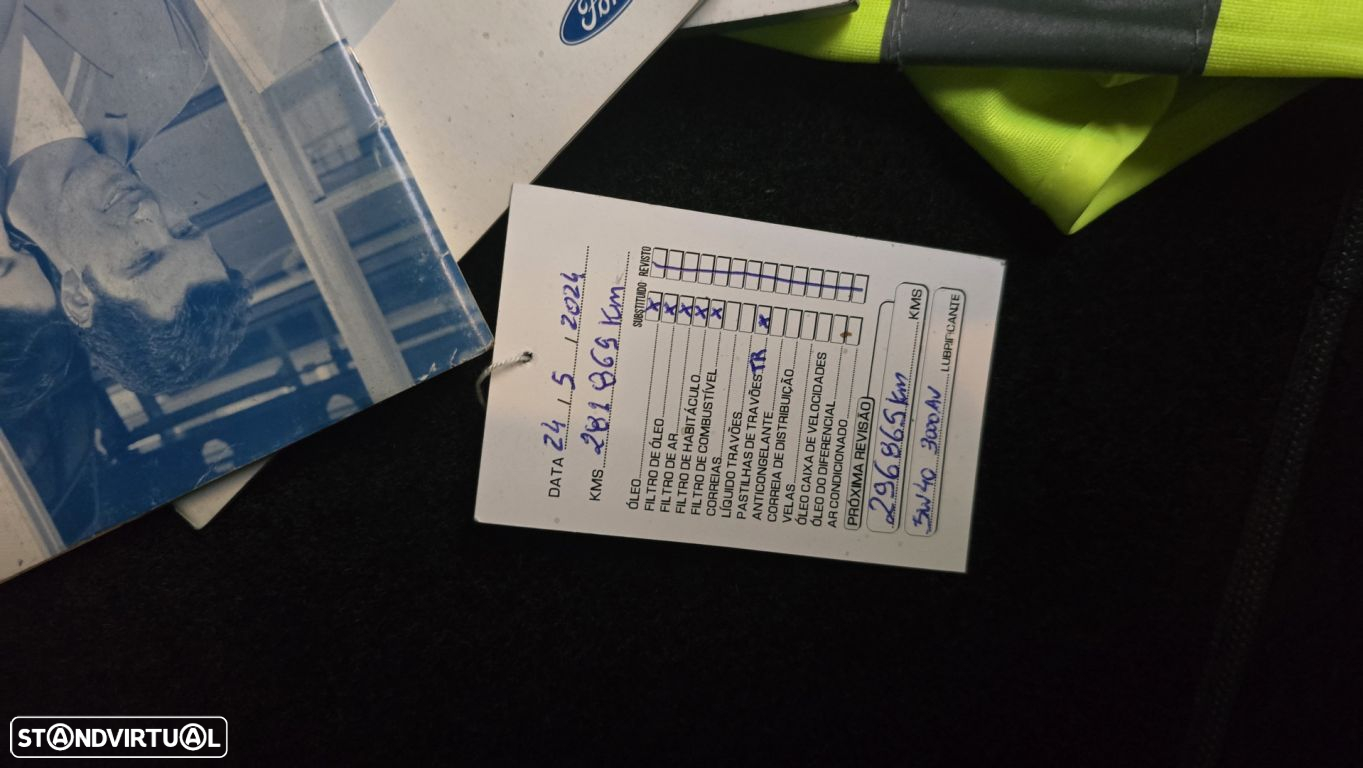 Ford
DATA 24 / 5 / 2024
KMS 281 865 Km
SUBSTITUIDO REVISTO
ÓLEO
FILTRO DE ÓLEO
FILTRO DE AR
FILTRO DE HABITÁCULO
FILTRO DE COMBUSTÍVEL
CORREIAS
LÍQUIDO TRAVÕES
PASTILHAS DE TRAVÕES TR
ANTICONGELANTE
CORREIA DE DISTRIBUIÇÃO
VELAS
ÓLEO CAIXA DE VELOCIDADES
ÓLEO DO DIFERENCIAL
AR CONDICIONADO
PRÓXIMA REVISÃO
296865 Km KMS
5W40 3000AV LUBRIFICANTE
STANDVIRTUAL